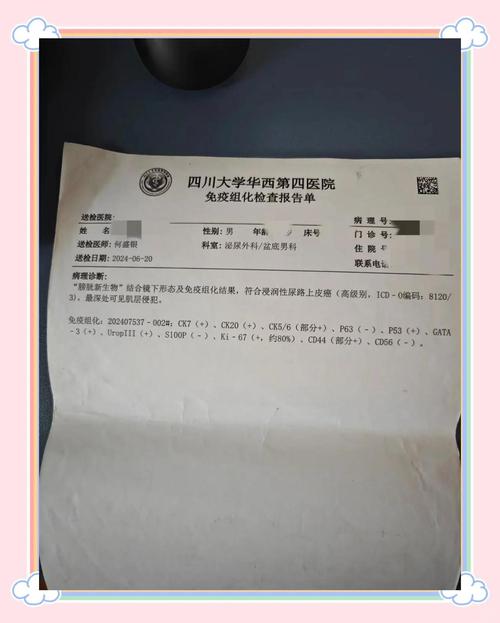 四川大学华西第四医院
免疫组化检查报告单
送检医院:
病理号:
姓名
性别:男 年龄 床号
门诊号:
送检医师:何盛银
科室:泌尿外科/盆底男科
住院号
送检日期:2024-06-20
联系电话
病理诊断:
“膀胱新生物”结合镜下形态及免疫组化结果,符合浸润性尿路上皮癌(高级别,ICD-O编码:8120/
3)。最深处可见肌层侵犯。
免疫组化:202407537-002#:CK7(+)、CK20(+)、CK5/6(部分+)、P63(-)、P53(+)、GATA
-3(+)、UropIII(+)、S100P(-)、Ki-67(+,约80%)、CD44(部分+)、CD56(-)。